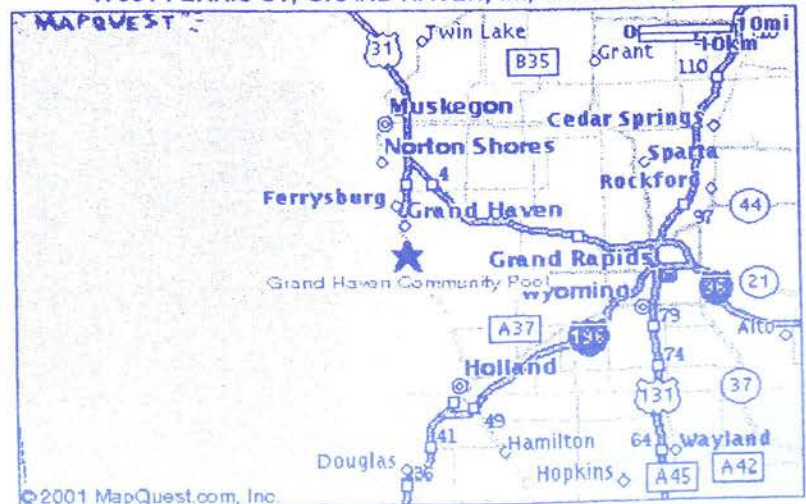 MAPQUEST
10mi
0
10km
31
Twin Lake
B35
Grant
110
Muskegon
Cedar Springs
Norton Shores
Sparta
Rockford
4
Ferrysburg
97
44
Grand Haven
Grand Rapids
Grand Haven Community Pool
21
Wyoming
A37
196
79
Alto
74
Holland
131
37
49
41
Hamilton
64
Wayland
Douglas
36
Hopkins
A45
A42
©2001 MapQuest.com, Inc.